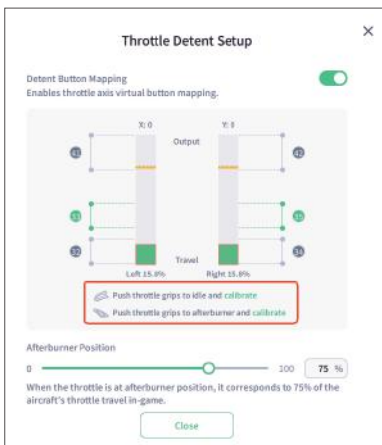 Throttle Detent Setup
Detent Button Mapping
Enables throttle axis virtual button mapping.
X: 0 Y: 0
Output
41 42
33 35
32 34
Travel
Left 15.0% Right 15.0%
Push throttle grips to idle and calibrate
Push throttle grips to afterburner and calibrate
Afterburner Position
0 100 75 %
When the throttle is at afterburner position, it corresponds to 75% of the
aircraft's throttle travel in-game.
Close